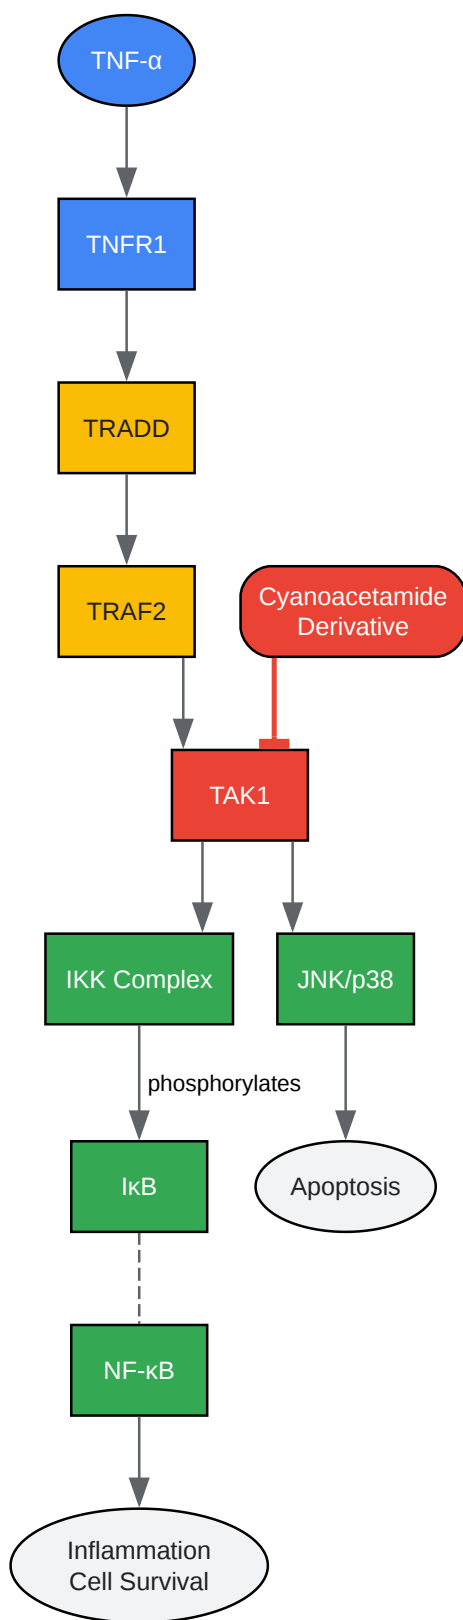 TNF-α
TNFR1
TRADD
TRAF2
Cyanoacetamide
Derivative
TAK1
IKK Complex
JNK/p38
phosphorylates
IκB
Apoptosis
NF-κB
Inflammation
Cell Survival